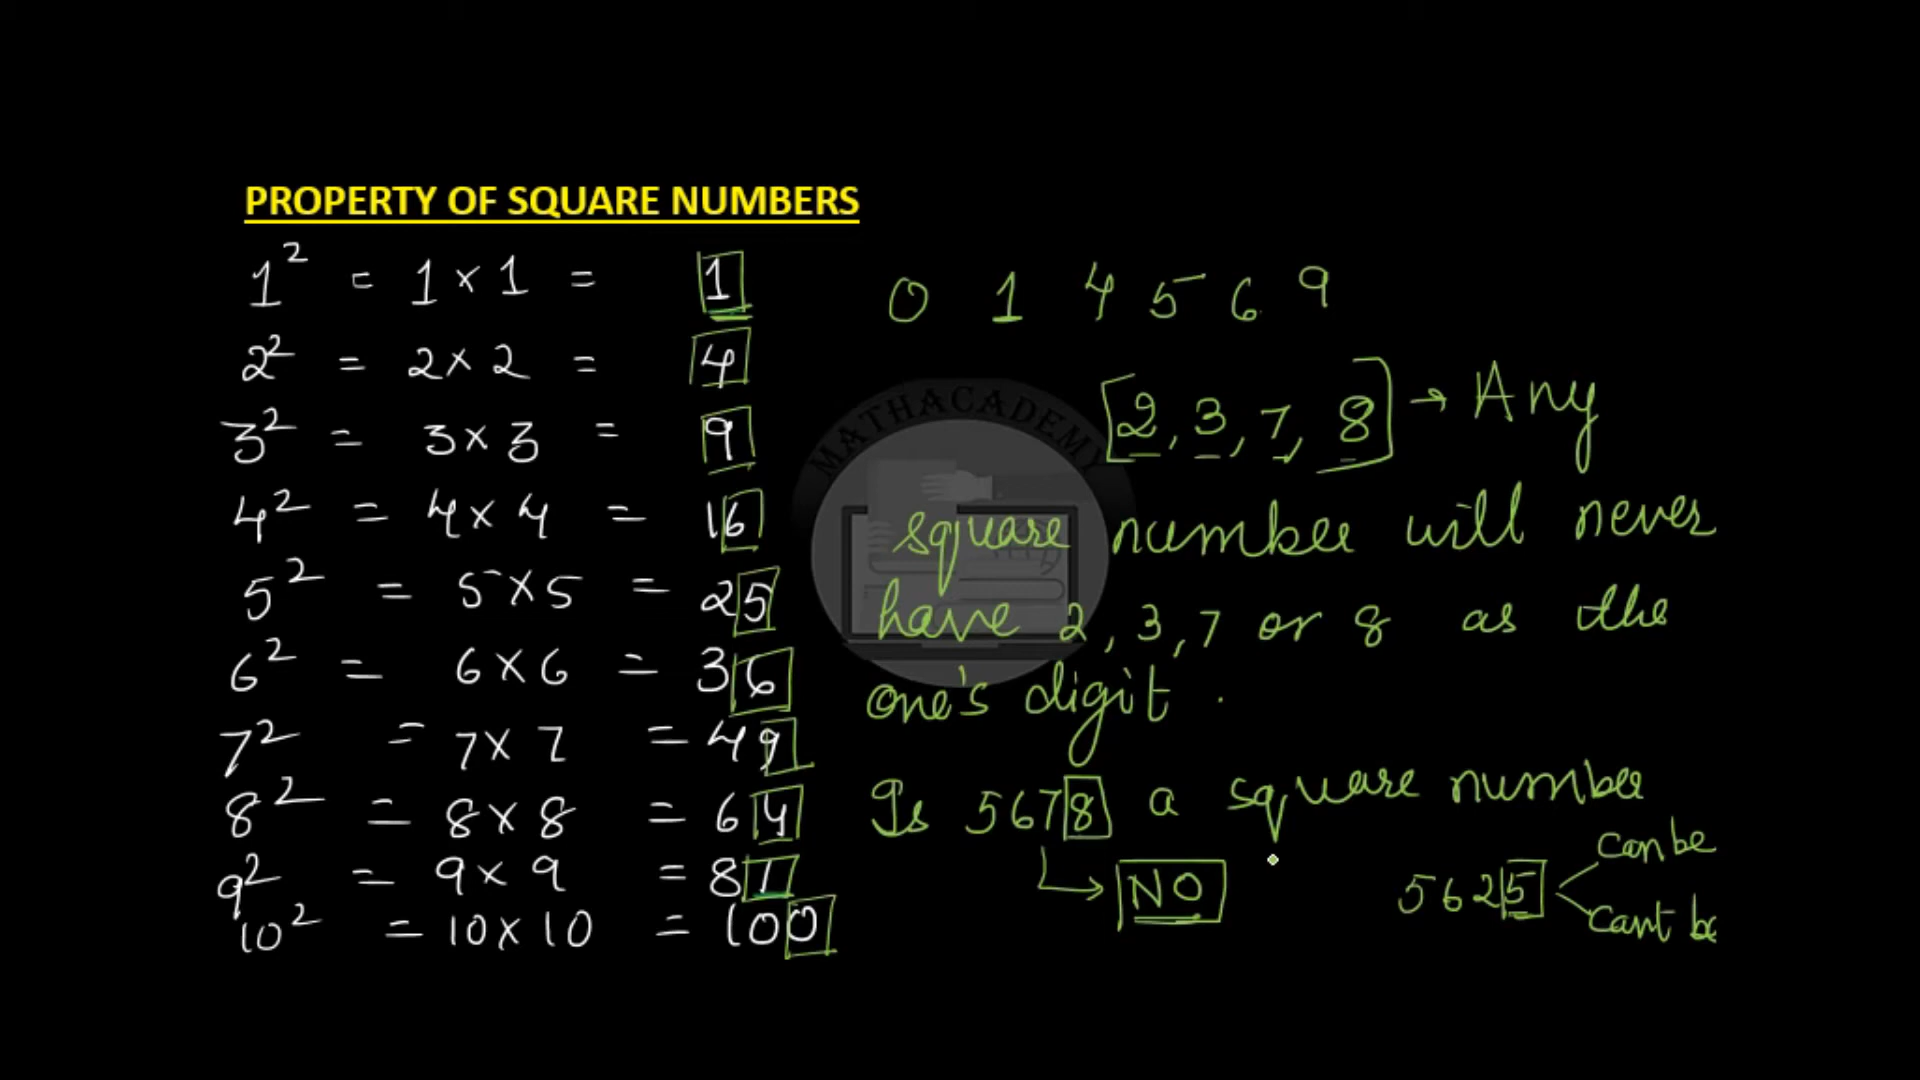 PROPERTY OF SQUARE NUMBERS
1² = 1 × 1 = 1
2² = 2 × 2 = 4
3² = 3 × 3 = 9
4² = 4 × 4 = 16
5² = 5 × 5 = 25
6² = 6 × 6 = 36
7² = 7 × 7 = 49
8² = 8 × 8 = 64
9² = 9 × 9 = 81
10² = 10 × 10 = 100
0 1 4 5 6 9
[2, 3, 7, 8] → Any
square number will never
have 2, 3, 7 or 8 as the
one's digit .
Is 5678 a square number
NO
5625
can be
cant be
MATHACADEMY